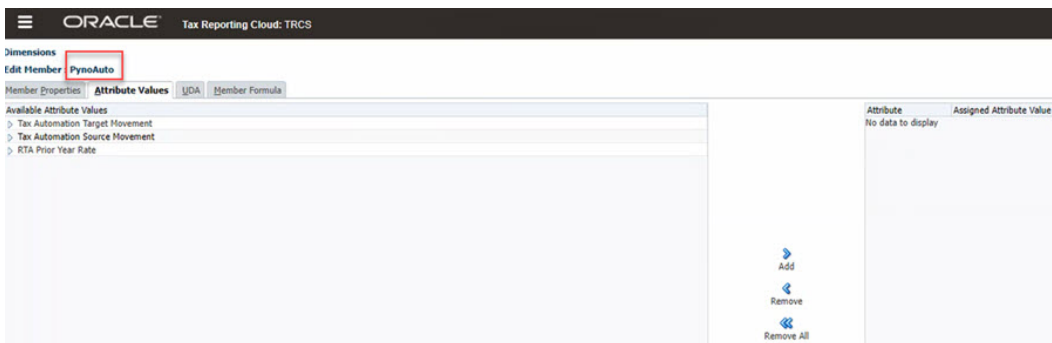 ORACLE® Tax Reporting Cloud: TRCS
Dimensions
Edit Member : PynoAuto
Member Properties Attribute Values UDA Member Formula
Available Attribute Values
Tax Automation Target Movement
Tax Automation Source Movement
RTA Prior Year Rate
Attribute Assigned Attribute Value
No data to display
Add
Remove
Remove All